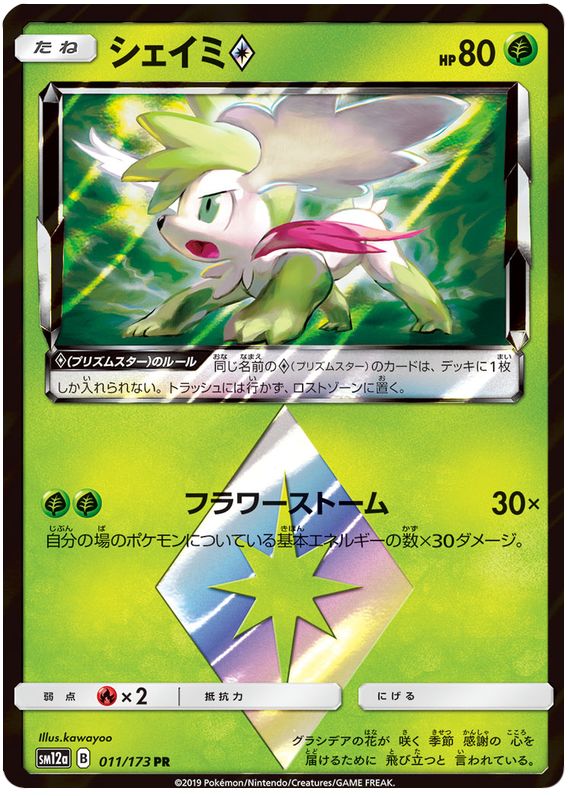 たね シェイミ◇ HP80
◇(プリズムスター)のルール 同じ名前の◇(プリズムスター)のカードは、デッキに1枚
しか入れられない。トラッシュには行かず、ロストゾーンに置く。
フラワーストーム 30×
自分の場のポケモンについている基本エネルギーの数×30ダメージ。
弱点 ×2 抵抗力 にげる
Illus.kawayoo
グラシデアの花が 咲く 季節 感謝の 心を
届けるために 飛び立つと 言われている。
sm12a B 011/173 PR
©2019 Pokémon/Nintendo/Creatures/GAME FREAK.